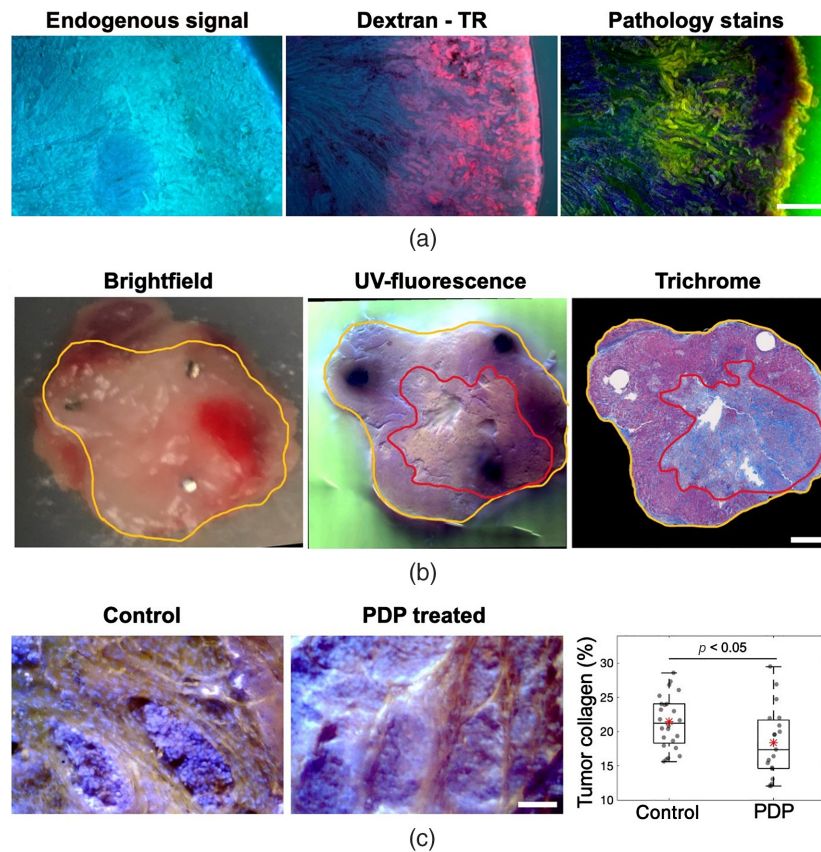 Endogenous signal
Dextran - TR
Pathology stains
(a)
Brightfield
UV-fluorescence
Trichrome
(b)
Control
PDP treated
p < 0.05
Tumor collagen (%)
30
25
20
15
10
Control
PDP
(c)